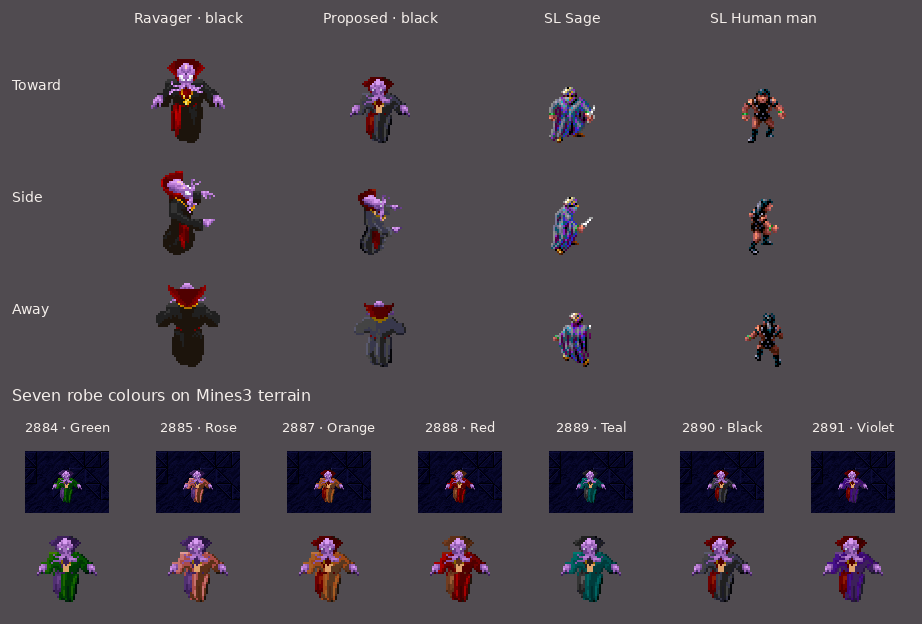 Ravager · black Proposed · black SL Sage SL Human man
Toward
Side
Away
Seven robe colours on Mines3 terrain
2884 · Green 2885 · Rose 2887 · Orange 2888 · Red 2889 · Teal 2890 · Black 2891 · Violet